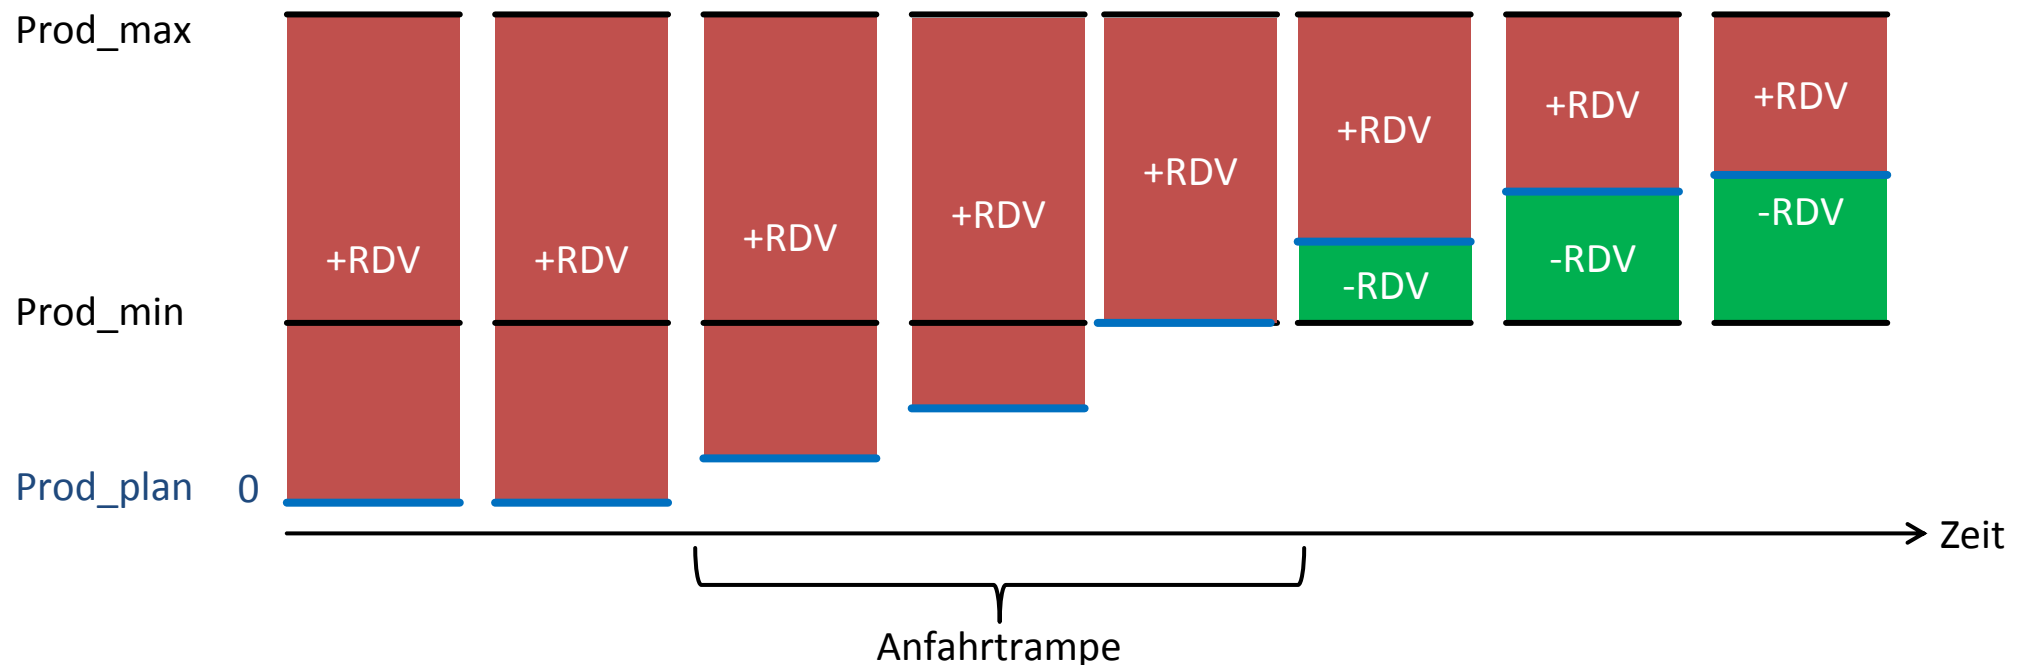 Prod_max
+RDV
+RDV
+RDV
+RDV
+RDV
+RDV
+RDV
+RDV
-RDV
-RDV
-RDV
Prod_min
Prod_plan 0
Zeit
Anfahrtrampe